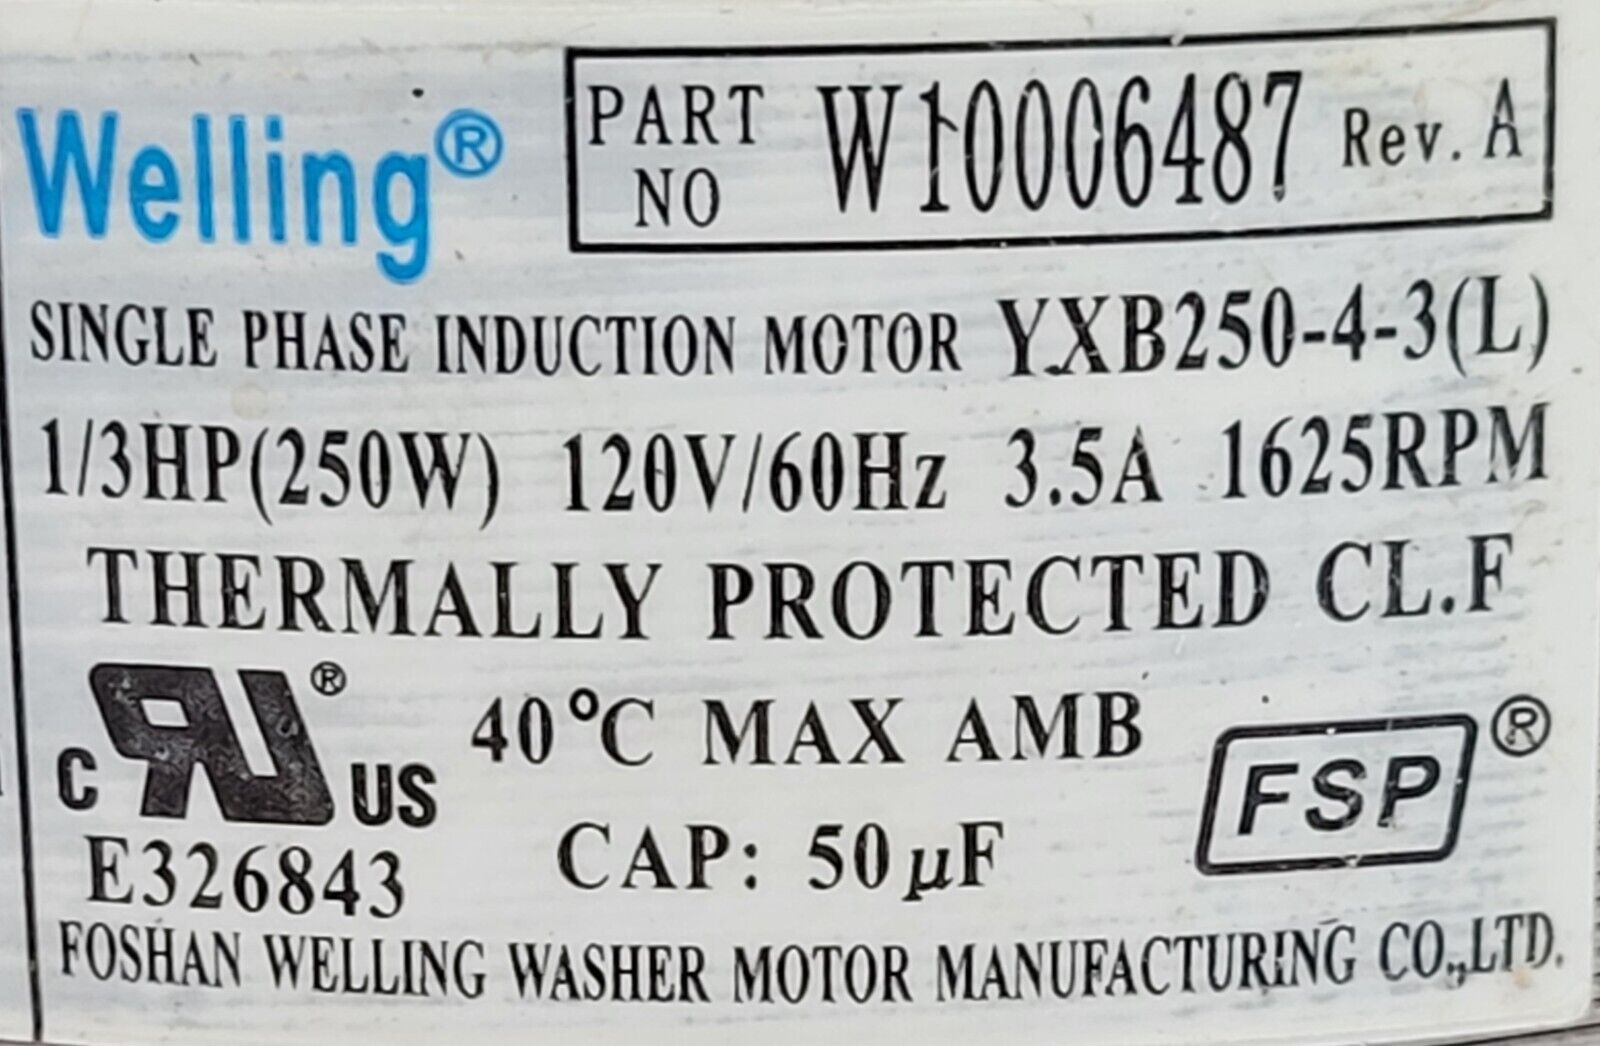 Welling®
PART NO W10006487 Rev. A
SINGLE PHASE INDUCTION MOTOR YXB250-4-3(L)
1/3HP(250W) 120V/60Hz 3.5A 1625RPM
THERMALLY PROTECTED CL.F
c RU® US 40°C MAX AMB
E326843 CAP: 50μF FSP®
FOSHAN WELLING WASHER MOTOR MANUFACTURING CO.,LTD.